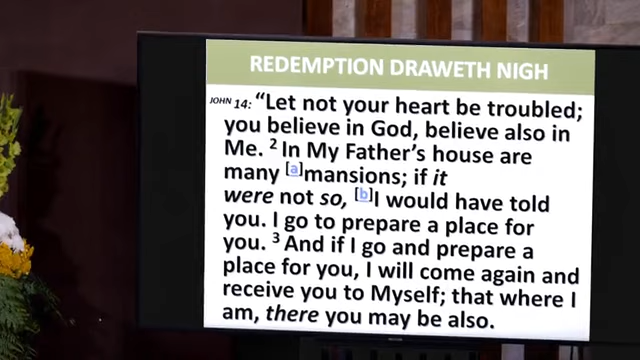 REDEMPTION DRAWETH NIGH
JOHN 14: “Let not your heart be troubled;
you believe in God, believe also in
Me. 2 In My Father’s house are
many [a]mansions; if it
were not so, [b]I would have told
you. I go to prepare a place for
you. 3 And if I go and prepare a
place for you, I will come again and
receive you to Myself; that where I
am, there you may be also.